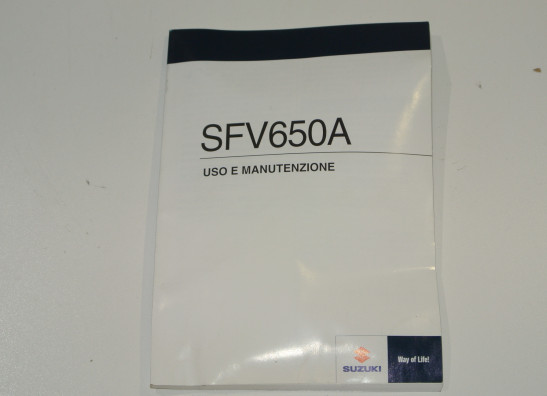 SFV650A
USO E MANUTENZIONE
SUZUKI
Way of Life!